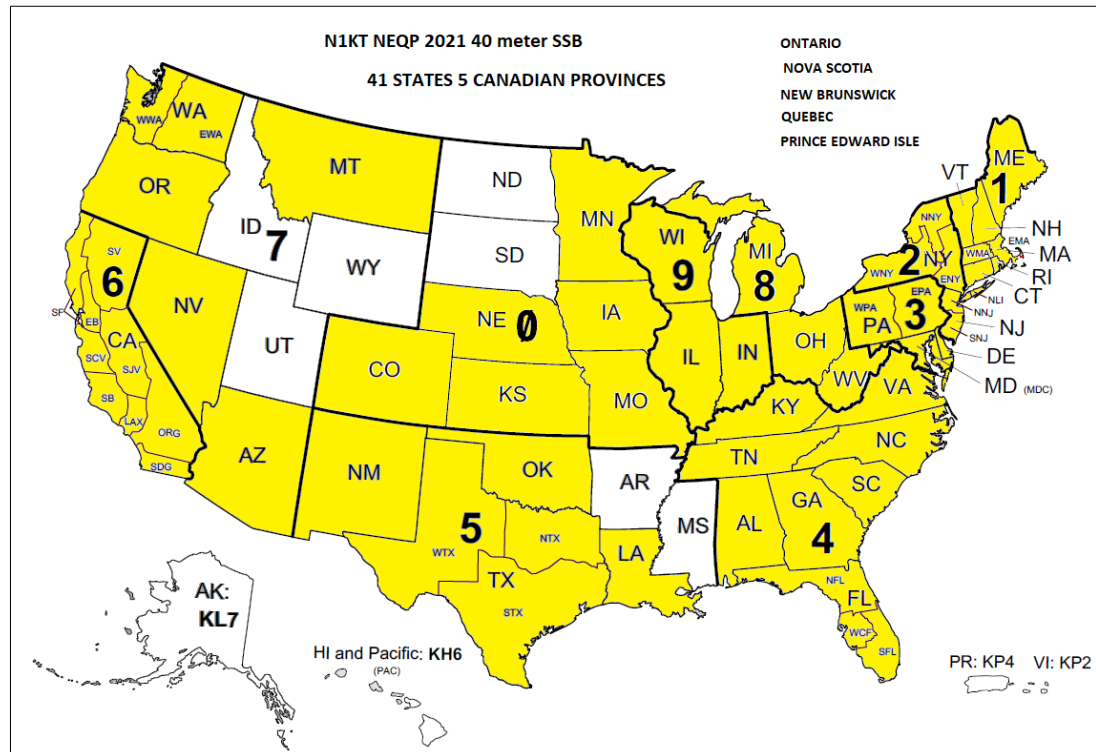 N1KT NEQP 2021 40 meter SSB
41 STATES 5 CANADIAN PROVINCES
ONTARIO
NOVA SCOTIA
NEW BRUNSWICK
QUEBEC
PRINCE EDWARD ISLE
WA
WWA
EWA
OR
MT
ID
7
WY
ND
SD
NE
0
KS
CO
UT
NV
AZ
NM
SV
6
SF
EB
CA
SCV
SJV
SB
LAX
ORG
SDG
MN
IA
MO
WI
9
IL
IN
MI
8
OH
WV
KY
TN
VA
NC
SC
GA
4
AL
MS
AR
LA
OK
5
WTX
NTX
TX
STX
NFL
FL
WCF
SFL
ME
1
VT
NH
EMA
MA
WMA
RI
CT
NNY
2
NY
WNY
ENY
NLI
NNJ
NJ
SNJ
EPA
WPA
3
PA
DE
MD (MDC)
AK:
KL7
HI and Pacific: KH6
(PAC)
PR: KP4
VI: KP2